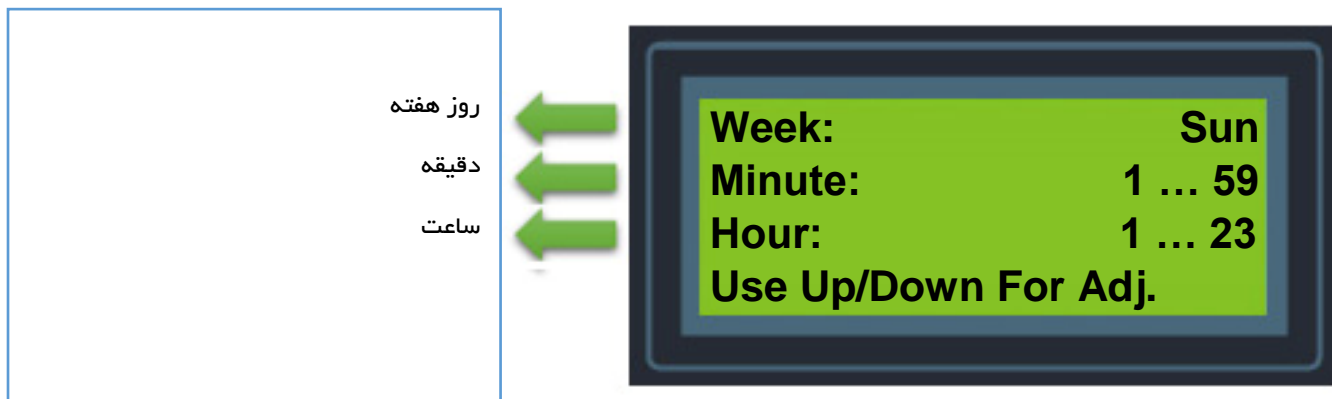 روز هفته
دقیقه
ساعت
Week: Sun
Minute: 1 … 59
Hour: 1 … 23
Use Up/Down For Adj.